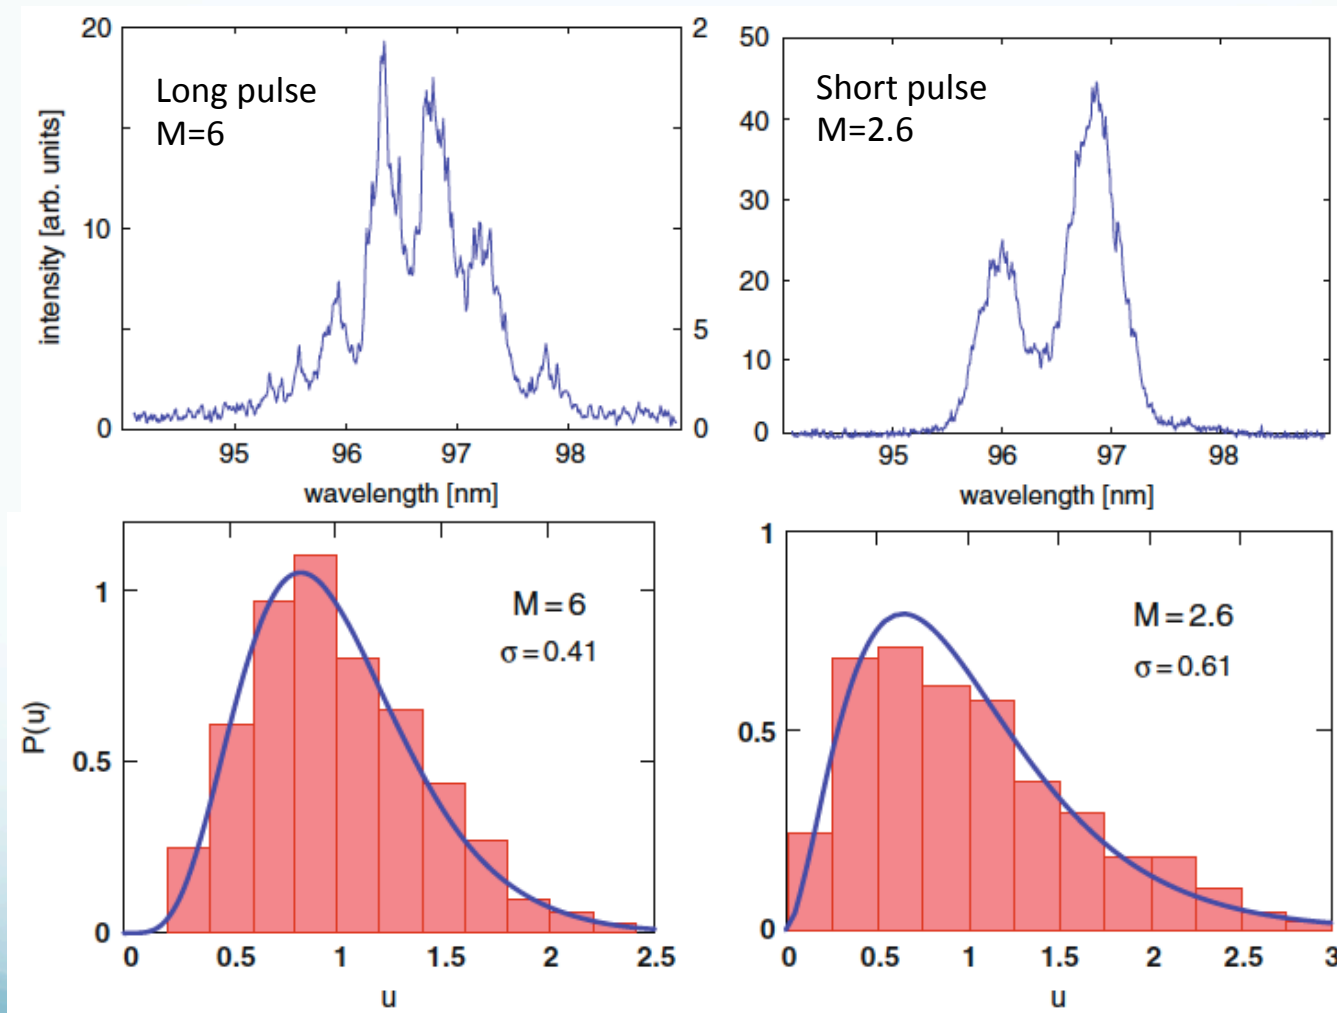 20
10
0
intensity [arb. units]
Long pulse
M=6
2
5
0
95 96 97 98
wavelength [nm]
50
40
30
20
10
0
Short pulse
M=2.6
95 96 97 98
wavelength [nm]
1
0.5
0
P(u)
M=6
σ=0.41
0 0.5 1 1.5 2 2.5
u
1
0.5
0
M=2.6
σ=0.61
0 0.5 1 1.5 2 2.5 3
u